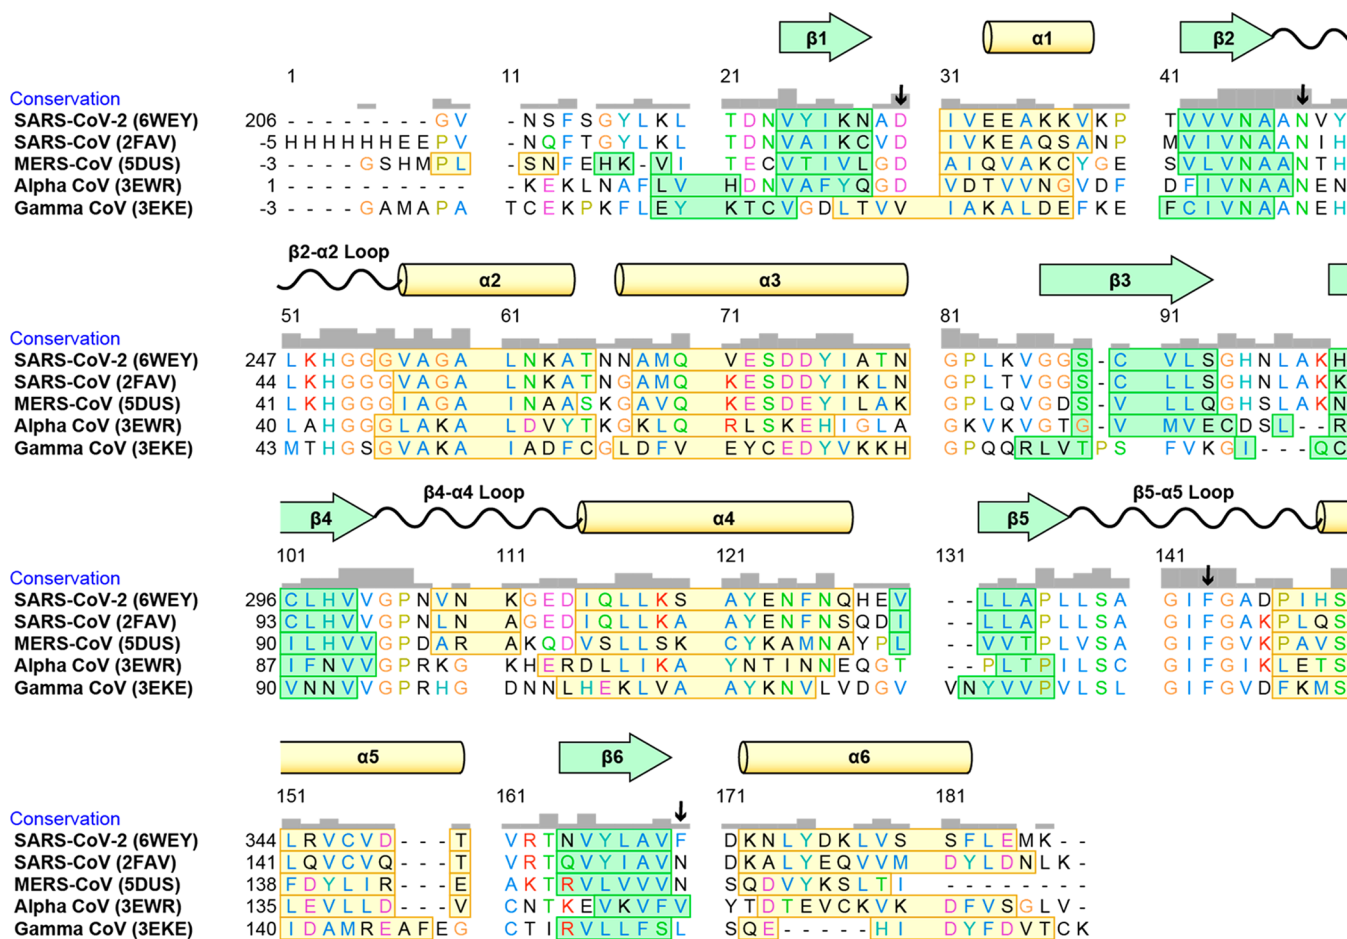 β1 α1 β2
1 11 21 31 41
Conservation
SARS-CoV-2 (6WEY) 206 - - - - - - - - G V - N S F S G Y L K L T D N V Y I K N A D I V E E A K K V K P T V V V N A A N V Y
SARS-CoV (2FAV) -5 H H H H H H E E P V - N Q F T G Y L K L T D N V A I K C V D I V K E A Q S A N P M V I V N A A N I H
MERS-CoV (5DUS) -3 - - - - G S H M P L - S N F E H K - V I T E C V T I V L G D A I Q V A K C Y G E S V L V N A A N T H
Alpha CoV (3EWR) 1 - - - - - - - - - - - K E K L N A F L V H D N V A F Y Q G D V D T V V N G V D F D F I V N A A N E N
Gamma CoV (3EKE) -3 - - - - G A M A P A T C E K P K F L E Y K T C V G D L T V V I A K A L D E F K E F C I V N A A N E H
β2-α2 Loop α2 α3 β3
51 61 71 81 91
Conservation
SARS-CoV-2 (6WEY) 247 L K H G G G V A G A L N K A T N N A M Q V E S D D Y I A T N G P L K V G G S - C V L S G H N L A K H
SARS-CoV (2FAV) 44 L K H G G G V A G A L N K A T N G A M Q K E S D D Y I K L N G P L T V G G S - C L L S G H N L A K K
MERS-CoV (5DUS) 41 L K H G G G I A G A I N A A S K G A V Q K E S D E Y I L A K G P L Q V G D S - V L L Q G H S L A K N
Alpha CoV (3EWR) 40 L A H G G G L A K A L D V Y T K G K L Q R L S K E H I G L A G K V K V G T G - V M V E C D S L - - R
Gamma CoV (3EKE) 43 M T H G S G V A K A I A D F C G L D F V E Y C E D Y V K K H G P Q Q R L V T P S F V K G I - - - Q C
β4 β4-α4 Loop α4 β5 β5-α5 Loop
101 111 121 131 141
Conservation
SARS-CoV-2 (6WEY) 296 C L H V V G P N V N K G E D I Q L L K S A Y E N F N Q H E V - - L L A P L L S A G I F G A D P I H S
SARS-CoV (2FAV) 93 C L H V V G P N L N A G E D I Q L L K A A Y E N F N S Q D I - - L L A P L L S A G I F G A K P L Q S
MERS-CoV (5DUS) 90 I L H V V G P D A R A K Q D V S L L S K C Y K A M N A Y P L - - V V T P L V S A G I F G V K P A V S
Alpha CoV (3EWR) 87 I F N V V G P R K G K H E R D L L I K A Y N T I N N E Q G T - - P L T P I L S C G I F G I K L E T S
Gamma CoV (3EKE) 90 V N N V V G P R H G D N N L H E K L V A A Y K N V L V D G V V N Y V V P V L S L G I F G V D F K M S
α5 β6 α6
151 161 171 181
Conservation
SARS-CoV-2 (6WEY) 344 L R V C V D - - - T V R T N V Y L A V F D K N L Y D K L V S S F L E M K -
SARS-CoV (2FAV) 141 L Q V C V Q - - - T V R T Q V Y I A V N D K A L Y E Q V V M D Y L D N L K -
MERS-CoV (5DUS) 138 F D Y L I R - - - E A K T R V L V V V N S Q D V Y K S L T I - - - - - - -
Alpha CoV (3EWR) 135 L E V L L D - - - V C N T K E V K V F V Y T D T E V C K V K D F V S G L V -
Gamma CoV (3EKE) 140 I D A M R E A F E G C T I R V L L F S L S Q E - - - - - H I D Y F D V T C K